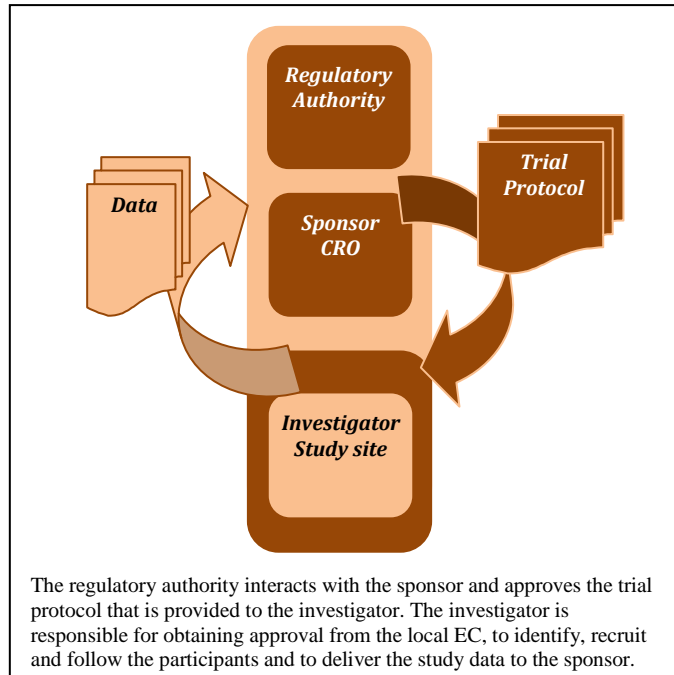 Regulatory
Authority
Trial
Protocol
Data
Sponsor
CRO
Investigator
Study site
The regulatory authority interacts with the sponsor and approves the trial
protocol that is provided to the investigator. The investigator is
responsible for obtaining approval from the local EC, to identify, recruit
and follow the participants and to deliver the study data to the sponsor.